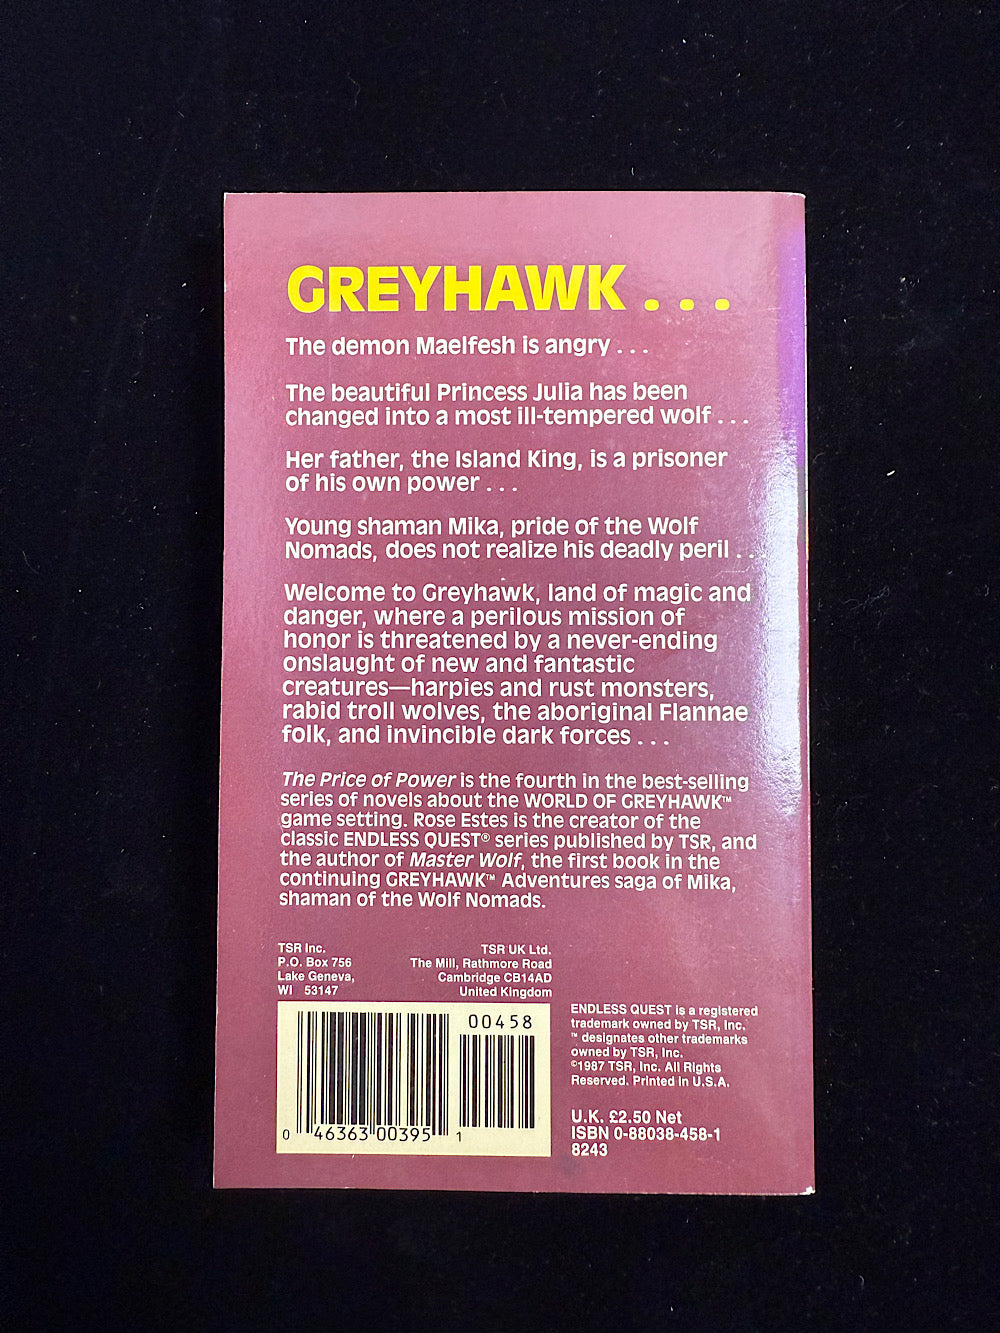 GREYHAWK . . .
The demon Maelfesh is angry . . .
The beautiful Princess Julia has been
changed into a most ill-tempered wolf . . .
Her father, the Island King, is a prisoner
of his own power . . .
Young shaman Mika, pride of the Wolf
Nomads, does not realize his deadly peril . . .
Welcome to Greyhawk, land of magic and
danger, where a perilous mission of
honor is threatened by a never-ending
onslaught of new and fantastic
creatures—harpies and rust monsters,
rabid troll wolves, the aboriginal Flannae
folk, and invincible dark forces . . .
The Price of Power is the fourth in the best-selling
series of novels about the WORLD OF GREYHAWK™
game setting. Rose Estes is the creator of the
classic ENDLESS QUEST® series published by TSR, and
the author of Master Wolf, the first book in the
continuing GREYHAWK™ Adventures saga of Mika,
shaman of the Wolf Nomads.
TSR Inc.
P.O. Box 756
Lake Geneva,
WI 53147
TSR UK Ltd.
The Mill, Rathmore Road
Cambridge CB14AD
United Kingdom
00458
0 46363 00395 1
ENDLESS QUEST is a registered
trademark owned by TSR, Inc.
™ designates other trademarks
owned by TSR, Inc.
©1987 TSR, Inc. All Rights
Reserved. Printed in U.S.A.
U.K. £2.50 Net
ISBN 0-88038-458-1
8243